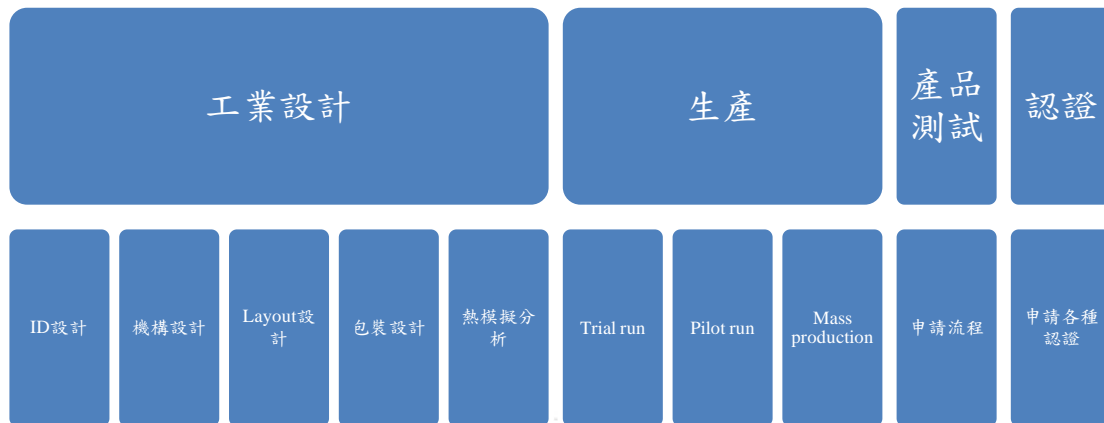 工業設計
生產
產品
測試
認證
ID設計
機構設計
Layout設
計
包裝設計
熱模擬分
析
Trial run
Pilot run
Mass
production
申請流程
申請各種
認證